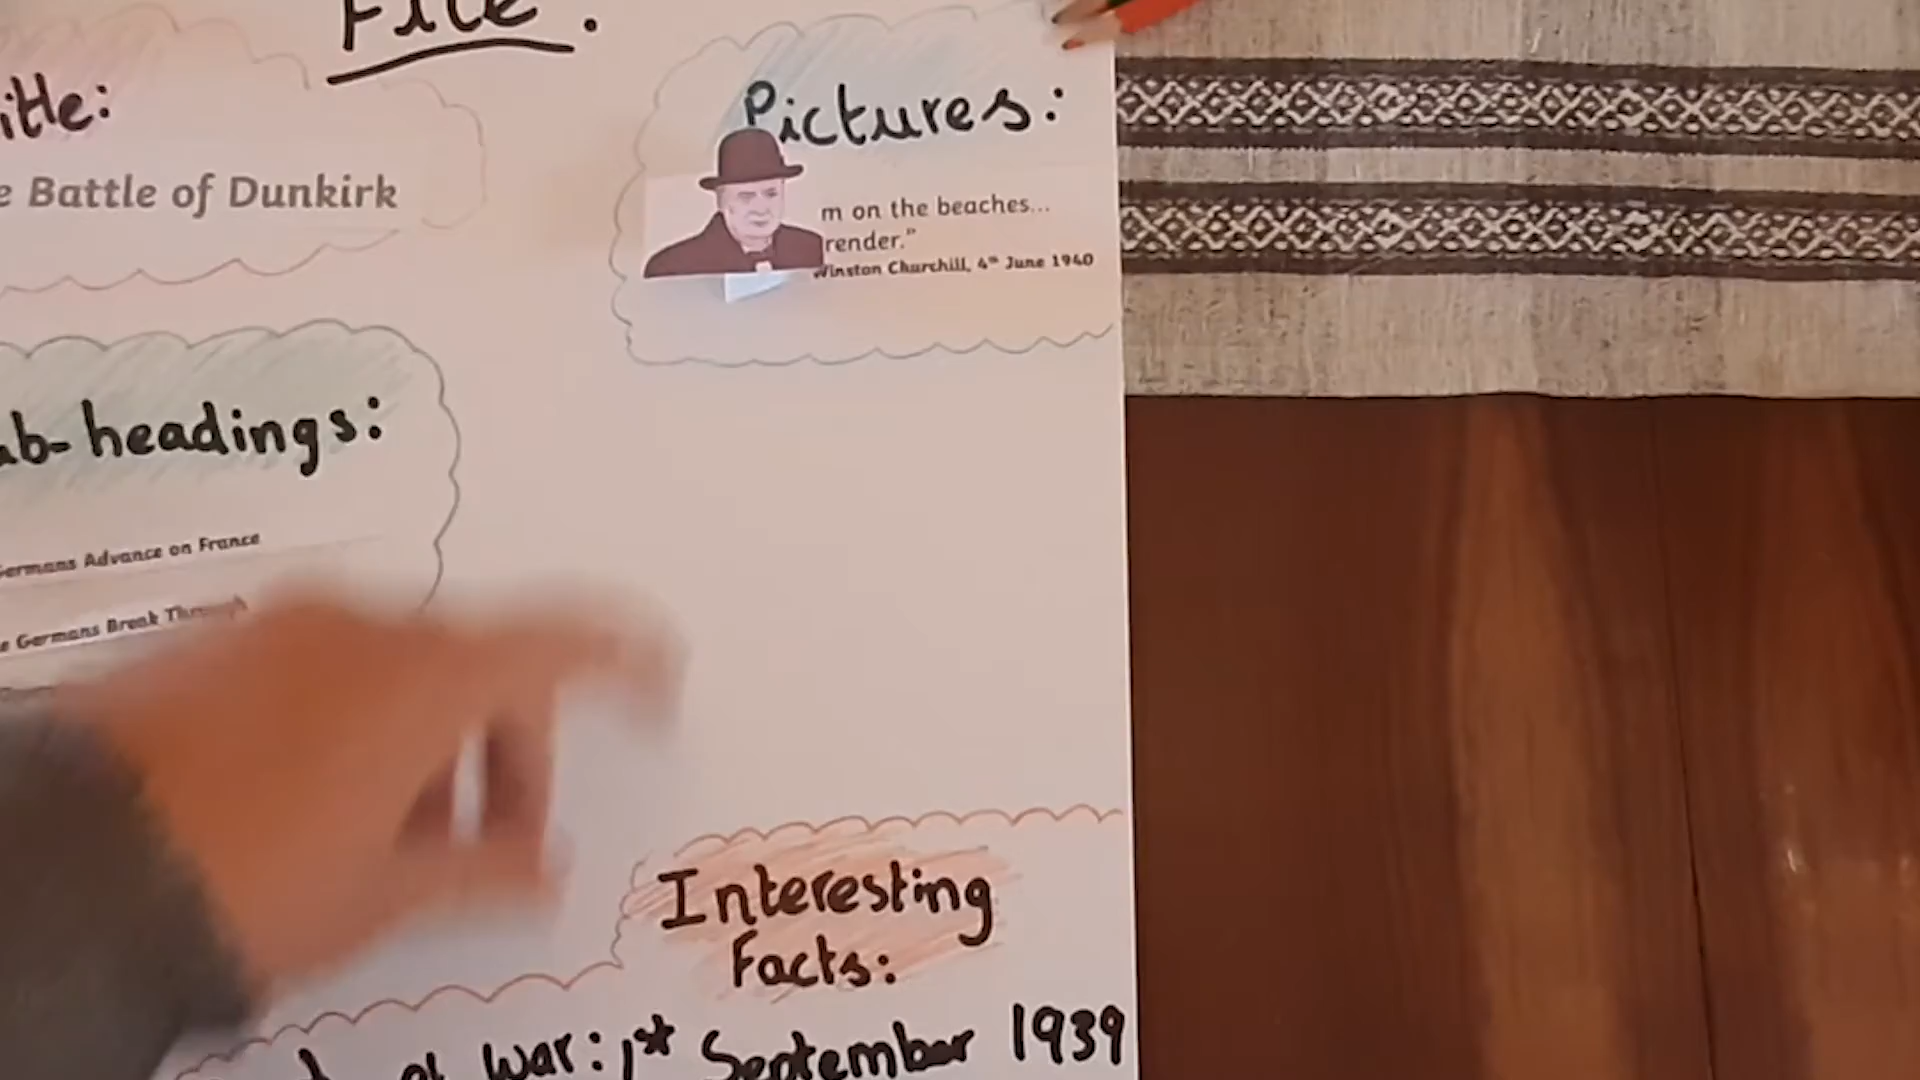 File.
itle:
e Battle of Dunkirk
Pictures:
m on the beaches...
render."
Winston Churchill, 4th June 1940
ub-headings:
Germans Advance on France
e Germans Break Through
Interesting
Facts:
of war: 1st September 1939